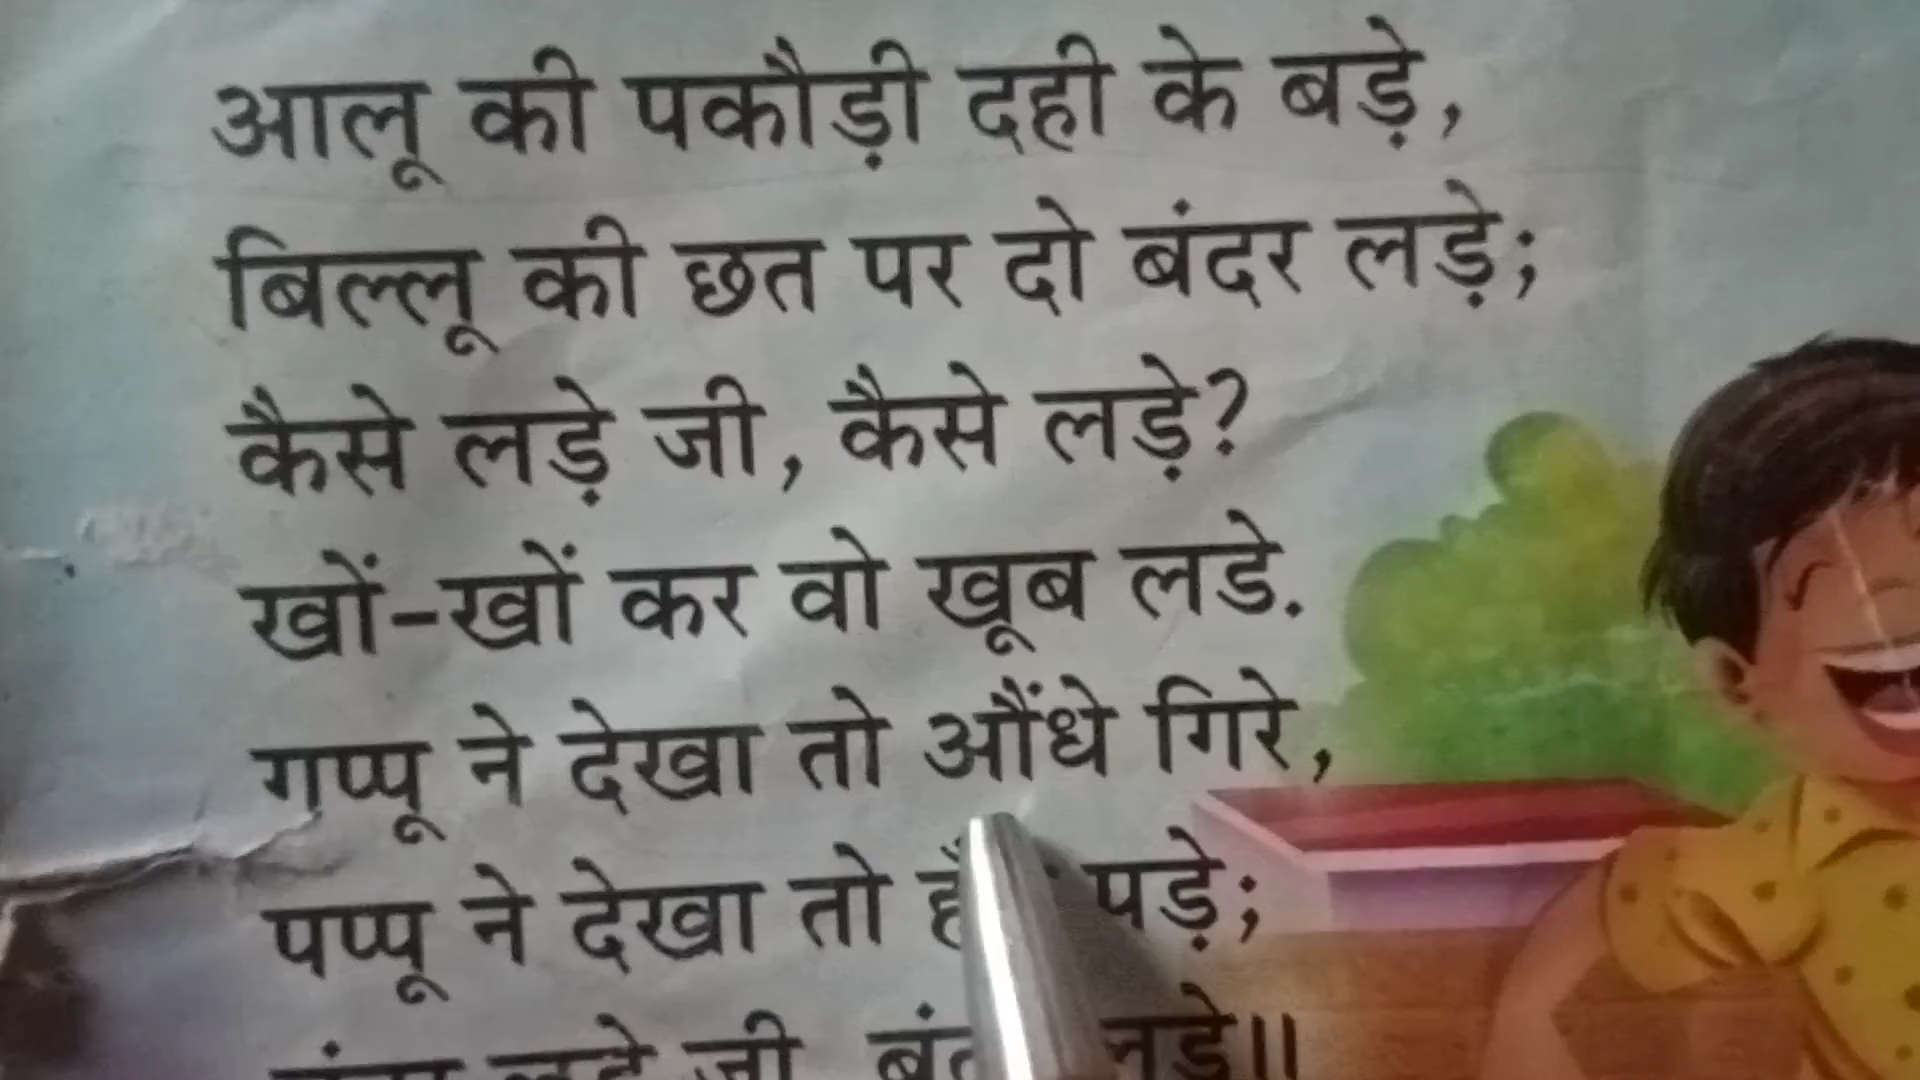 आलू की पकौड़ी दही के बड़े,
बिल्लू की छत पर दो बंदर लड़े;
कैसे लड़े जी, कैसे लड़े?
खों-खों कर वो खूब लडे.
गप्पू ने देखा तो औंधे गिरे,
पप्पू ने देखा तो पड़े;
जी